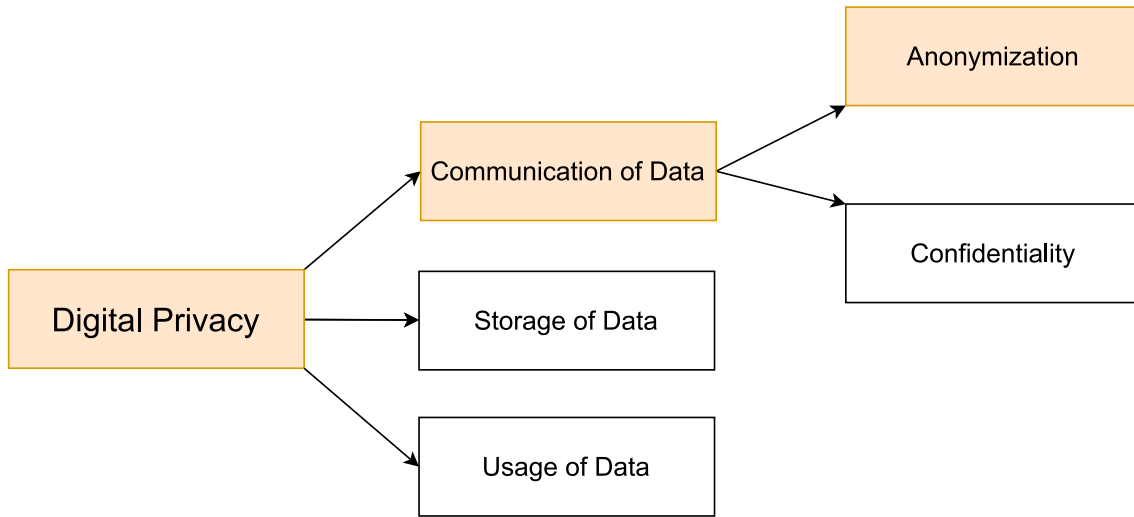 Anonymization
Communication of Data
Confidentiality
Digital Privacy
Storage of Data
Usage of Data